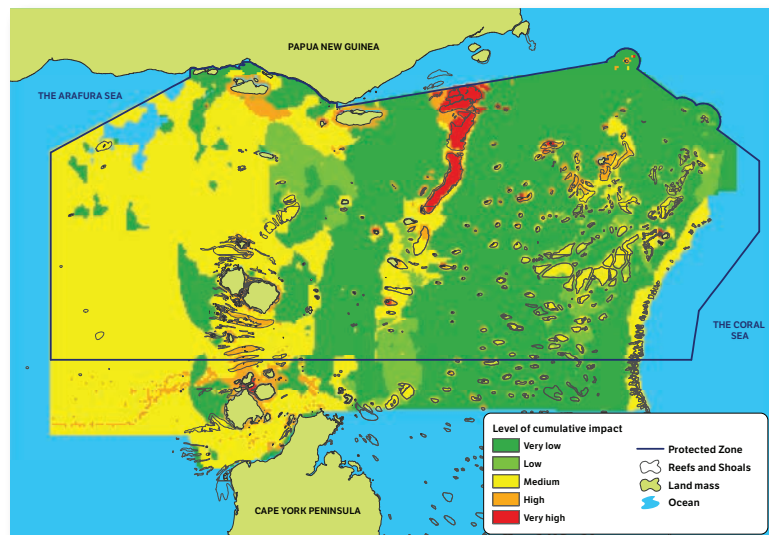 PAPUA NEW GUINEA
THE ARAFURA SEA
THE CORAL
SEA
CAPE YORK PENINSULA
Level of cumulative impact
Very low
Low
Medium
High
Very high
Protected Zone
Reefs and Shoals
Land mass
Ocean